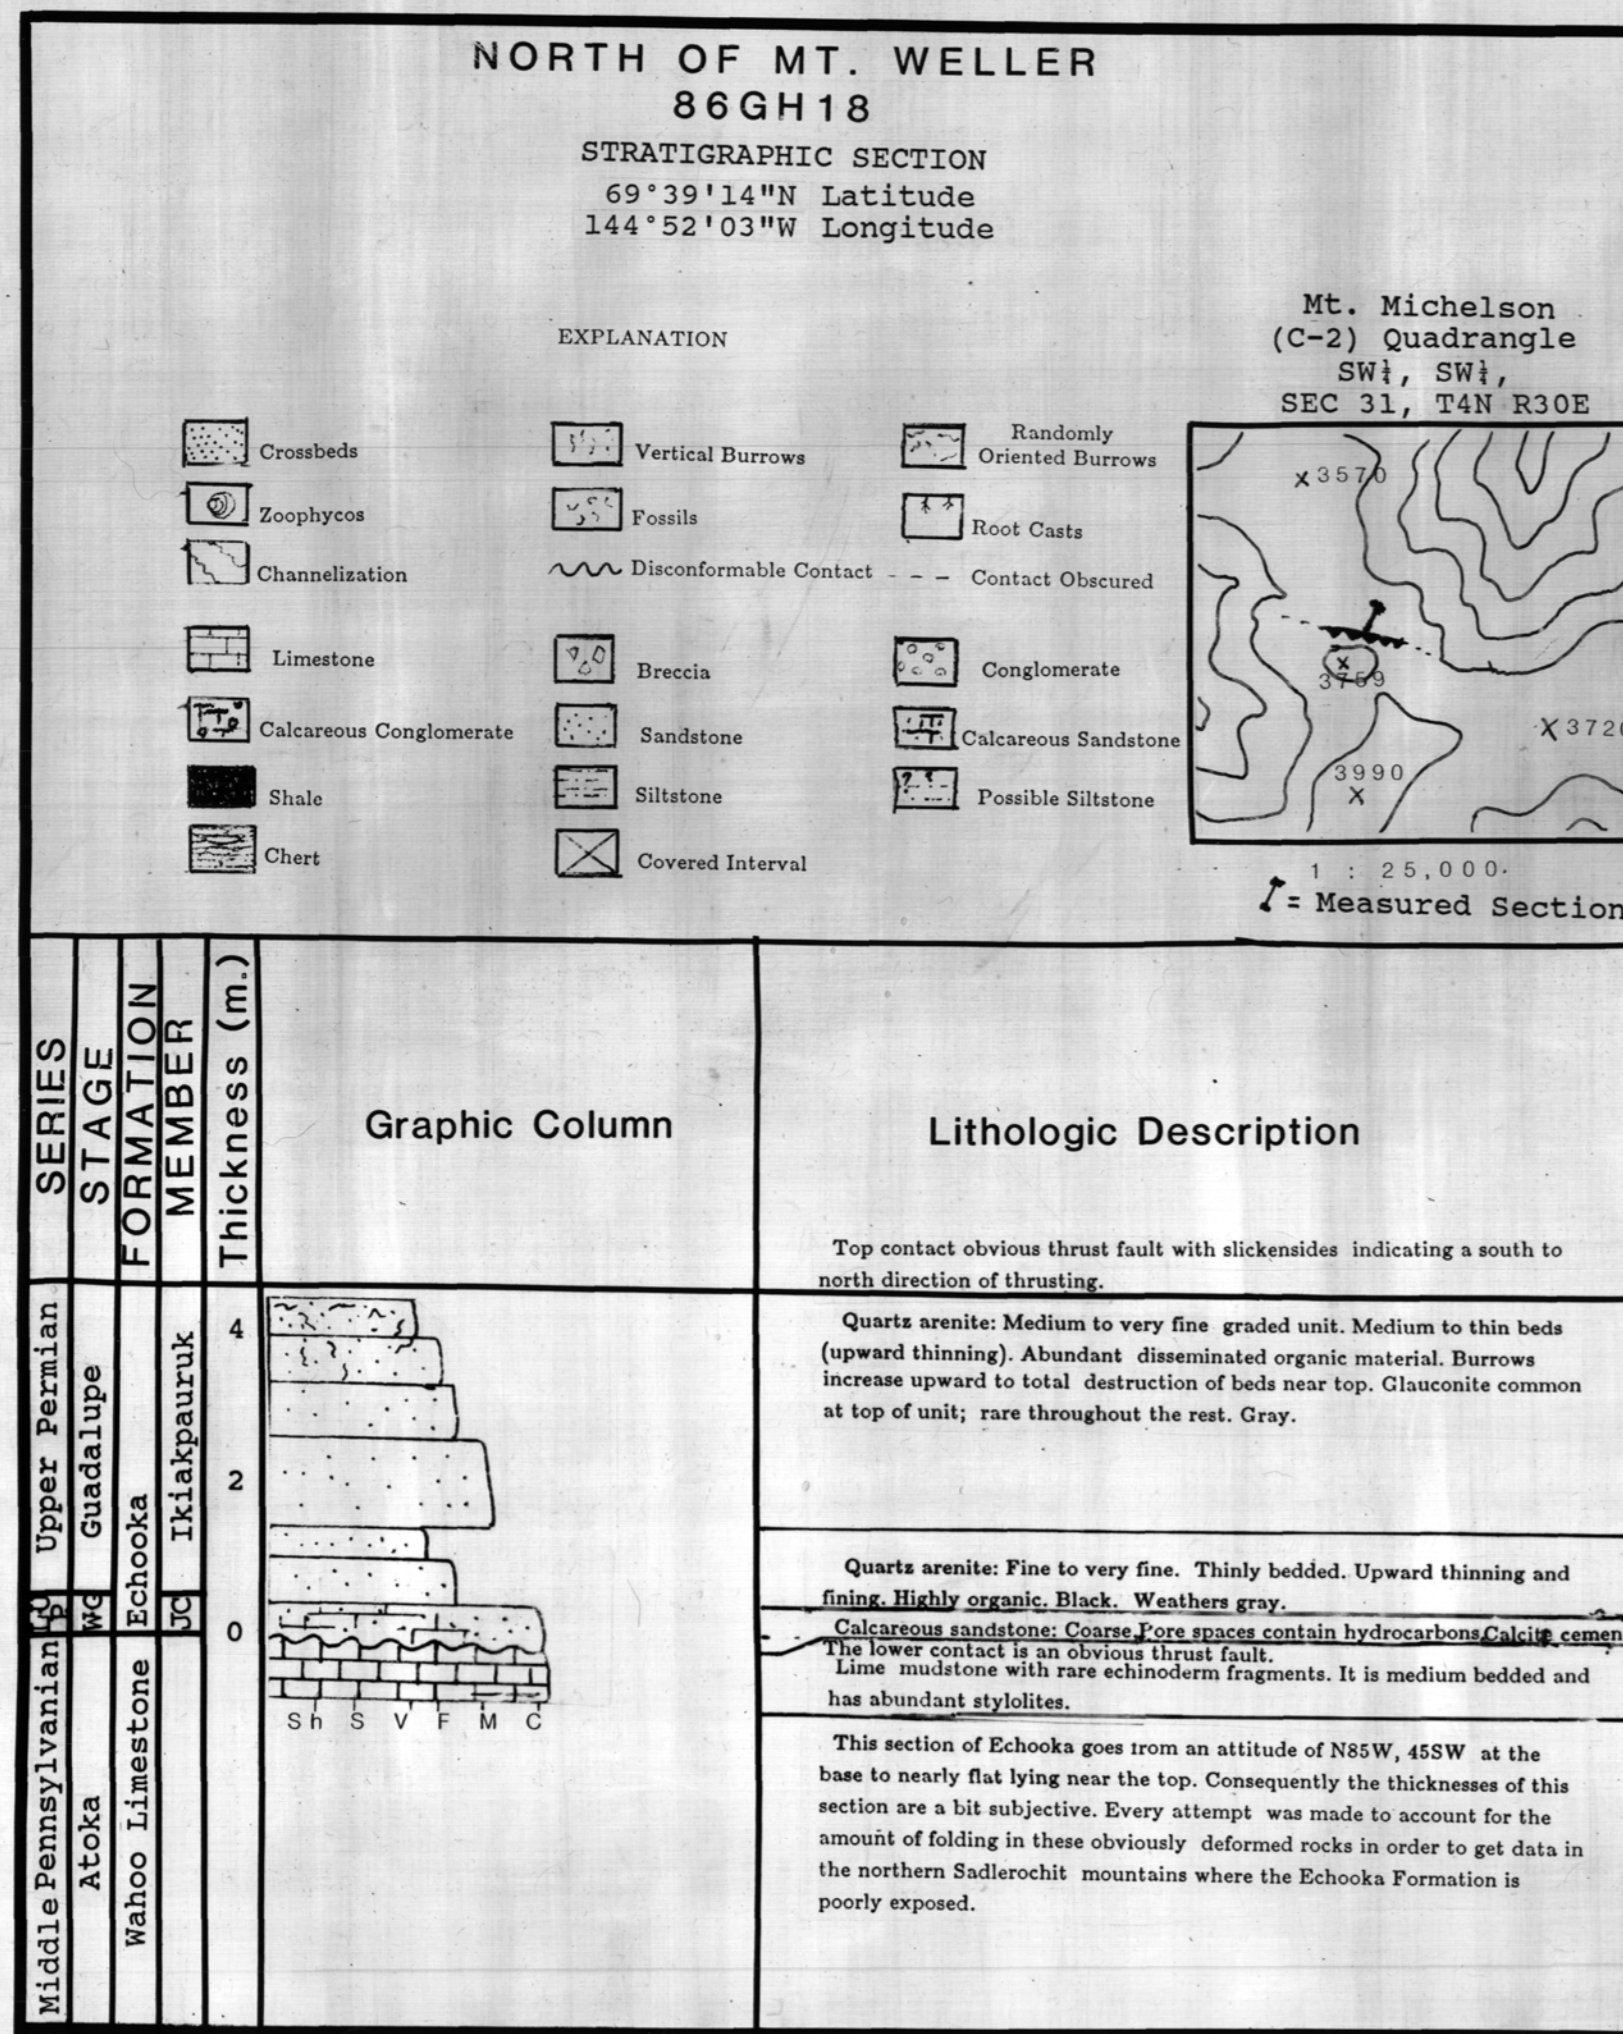 NORTH OF MT. WELLER
86GH18
STRATIGRAPHIC SECTION
69°39'14"N Latitude
144°52'03"W Longitude
EXPLANATION
Mt. Michelson
(C-2) Quadrangle
SW¼, SW¼,
SEC 31, T4N R30E
Crossbeds
Vertical Burrows
Randomly
Oriented Burrows
Zoophycos
Fossils
Root Casts
Channelization
Disconformable Contact
Contact Obscured
Limestone
Breccia
Conglomerate
Calcareous Conglomerate
Sandstone
Calcareous Sandstone
Shale
Siltstone
Possible Siltstone
Chert
Covered Interval
x 3570
x
3759
X 372
3990
X
1 : 25,000
= Measured Section
SERIES
STAGE
FORMATION
MEMBER
Thickness (m.)
Graphic Column
Lithologic Description
Top contact obvious thrust fault with slickensides indicating a south to
north direction of thrusting.
Upper Permian
Guadalupe
Echooka
Ikiakpauruk
4
2
0
Quartz arenite: Medium to very fine graded unit. Medium to thin beds
(upward thinning). Abundant disseminated organic material. Burrows
increase upward to total destruction of beds near top. Glauconite common
at top of unit; rare throughout the rest. Gray.
Quartz arenite: Fine to very fine. Thinly bedded. Upward thinning and
fining. Highly organic. Black. Weathers gray.
JC
Calcareous sandstone: Coarse Pore spaces contain hydrocarbons Calcite cemen
The lower contact is an obvious thrust fault.
Lime mudstone with rare echinoderm fragments. It is medium bedded and
has abundant stylolites.
Sh S V F M C
Middle Pennsylvanian
Atoka
Wahoo Limestone
This section of Echooka goes from an attitude of N85W, 45SW at the
base to nearly flat lying near the top. Consequently the thicknesses of this
section are a bit subjective. Every attempt was made to account for the
amount of folding in these obviously deformed rocks in order to get data in
the northern Sadlerochit mountains where the Echooka Formation is
poorly exposed.